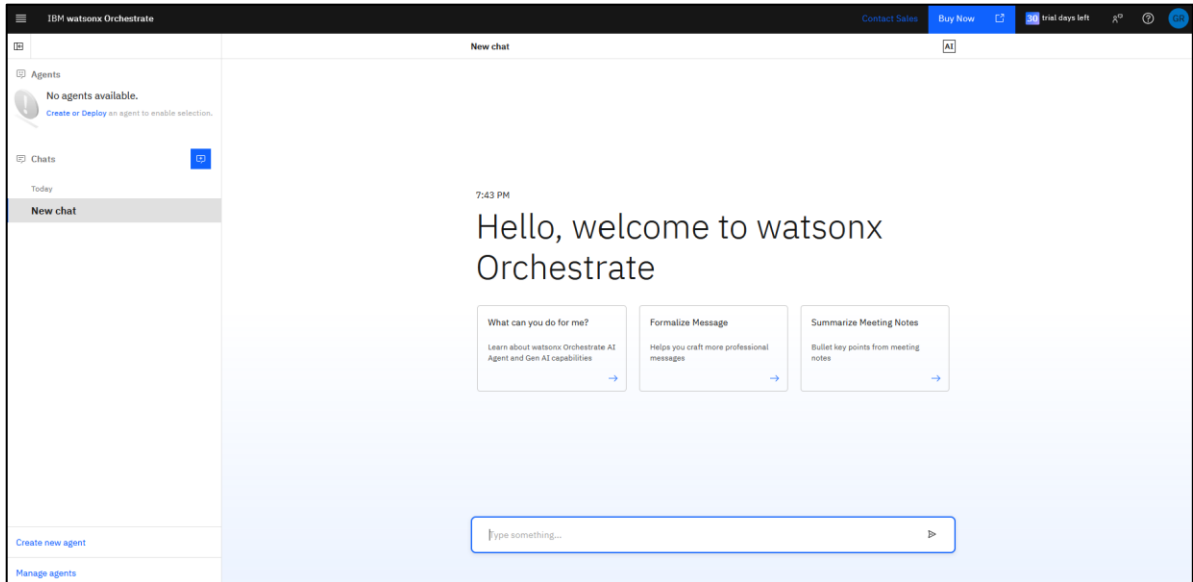 IBM watsonx Orchestrate
Contact Sales
Buy Now
30 trial days left
GR
New chat
AI
Agents
No agents available.
Create or Deploy an agent to enable selection.
Chats
Today
New chat
7:43 PM
Hello, welcome to watsonx
Orchestrate
What can you do for me?
Learn about watsonx Orchestrate AI
Agent and Gen AI capabilities
Formalize Message
Helps you craft more professional
messages
Summarize Meeting Notes
Bullet key points from meeting
notes
Type something...
Create new agent
Manage agents